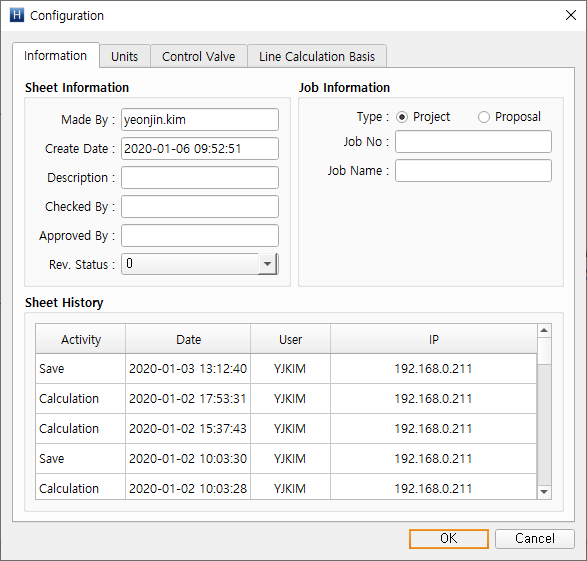 H Configuration
Information Units Control Valve Line Calculation Basis
Sheet Information
Made By : yeonjin.kim
Create Date : 2020-01-06 09:52:51
Description :
Checked By :
Approved By :
Rev. Status : 0
Job Information
Type : Project Proposal
Job No :
Job Name :
Sheet History
Activity Date User IP
Save 2020-01-03 13:12:40 YJKIM 192.168.0.211
Calculation 2020-01-02 17:53:31 YJKIM 192.168.0.211
Calculation 2020-01-02 15:37:43 YJKIM 192.168.0.211
Save 2020-01-02 10:03:30 YJKIM 192.168.0.211
Calculation 2020-01-02 10:03:28 YJKIM 192.168.0.211
OK Cancel